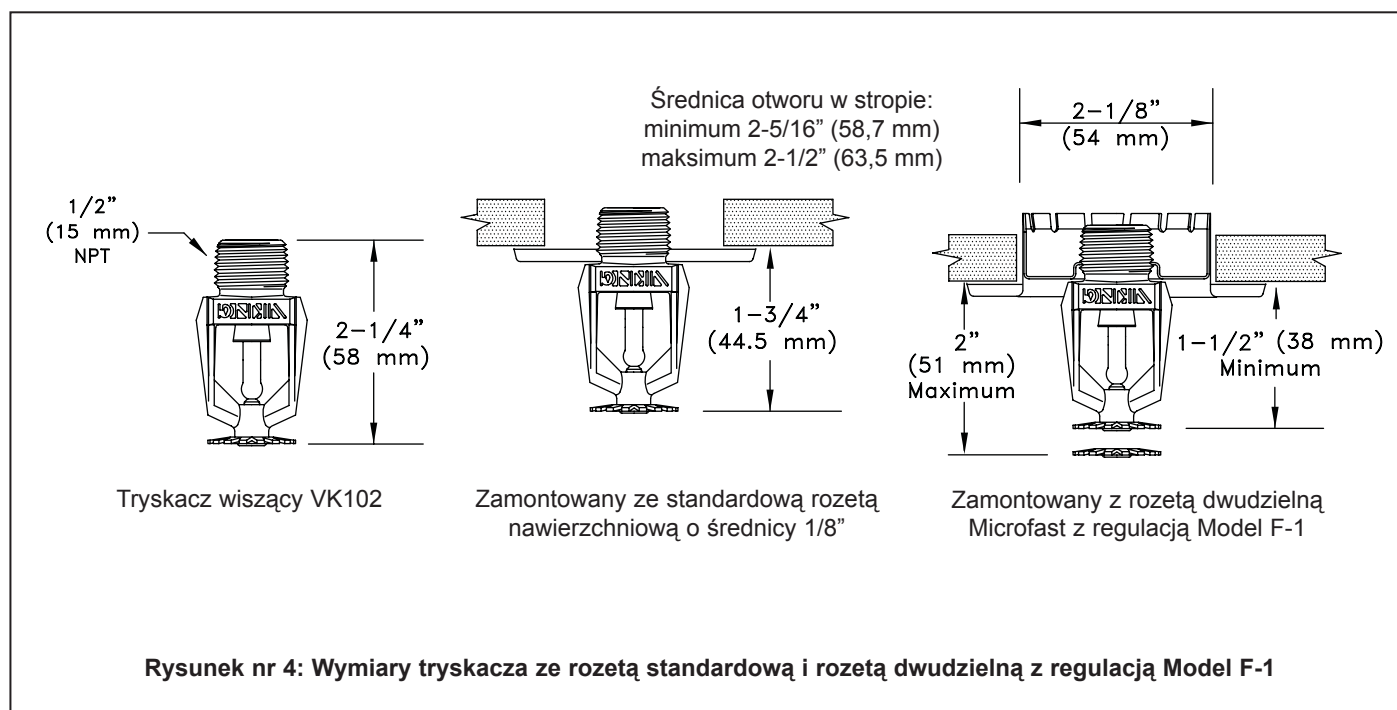 Średnica otworu w stropie:
minimum 2-5/16” (58,7 mm)
maksimum 2-1/2” (63,5 mm)
2-1/8”
(54 mm)
1/2”
(15 mm)
NPT
VIKING
2-1/4”
(58 mm)
VIKING
1-3/4”
(44.5 mm)
VIKING
2”
(51 mm)
Maximum
1-1/2” (38 mm)
Minimum
Tryskacz wiszący VK102
Zamontowany ze standardową rozetą
nawierzchniową o średnicy 1/8”
Zamontowany z rozetą dwudzielną
Microfast z regulacją Model F-1
Rysunek nr 4: Wymiary tryskacza ze rozetą standardową i rozetą dwudzielną z regulacją Model F-1